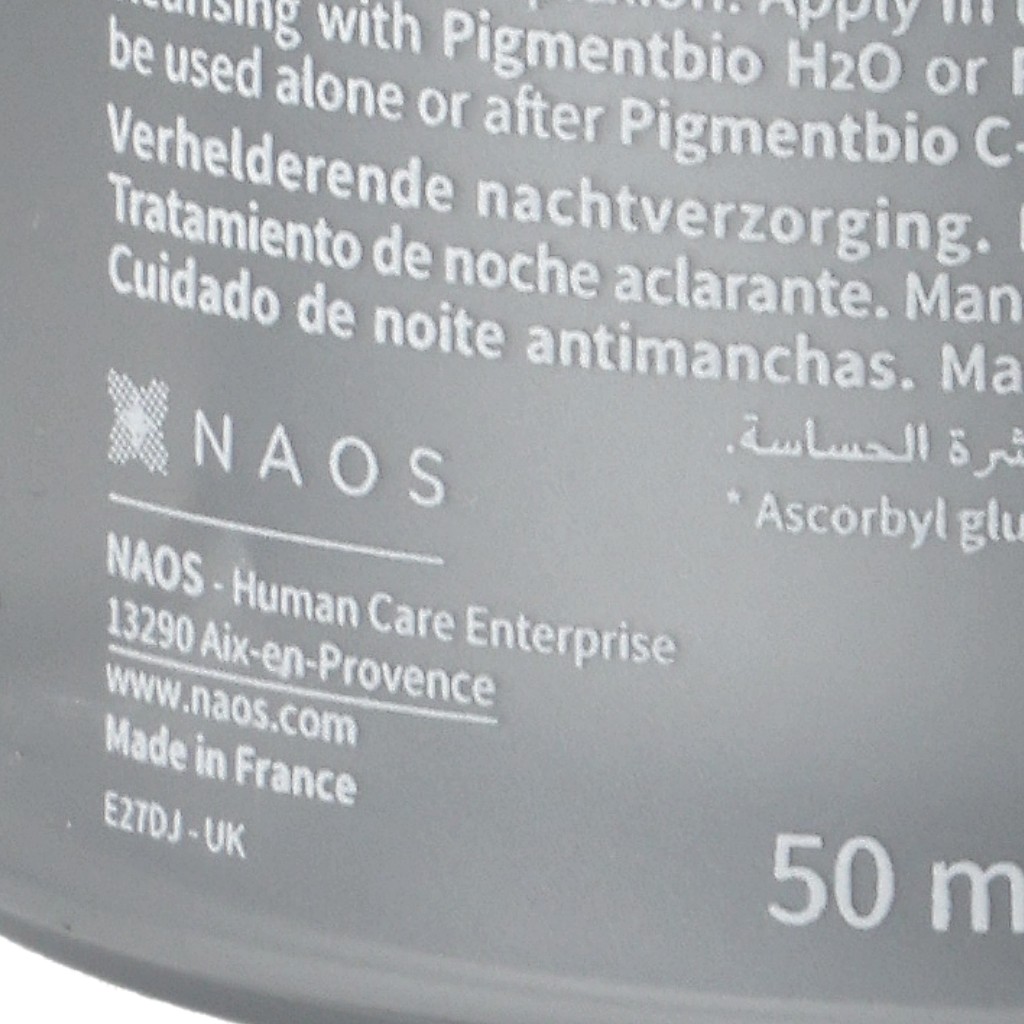 with Pigmentbio H2O or
be used alone or after Pigmentbio C-
Verhelderende nachtverzorging.
Tratamiento de noche aclarante. Man
Cuidado de noite antimanchas. Ma
الحساسة.
NAOS
* Ascorbyl glu
NAOS - Human Care Enterprise
13290 Aix-en-Provence
www.naos.com
Made in France
E27DJ - UK
50 m